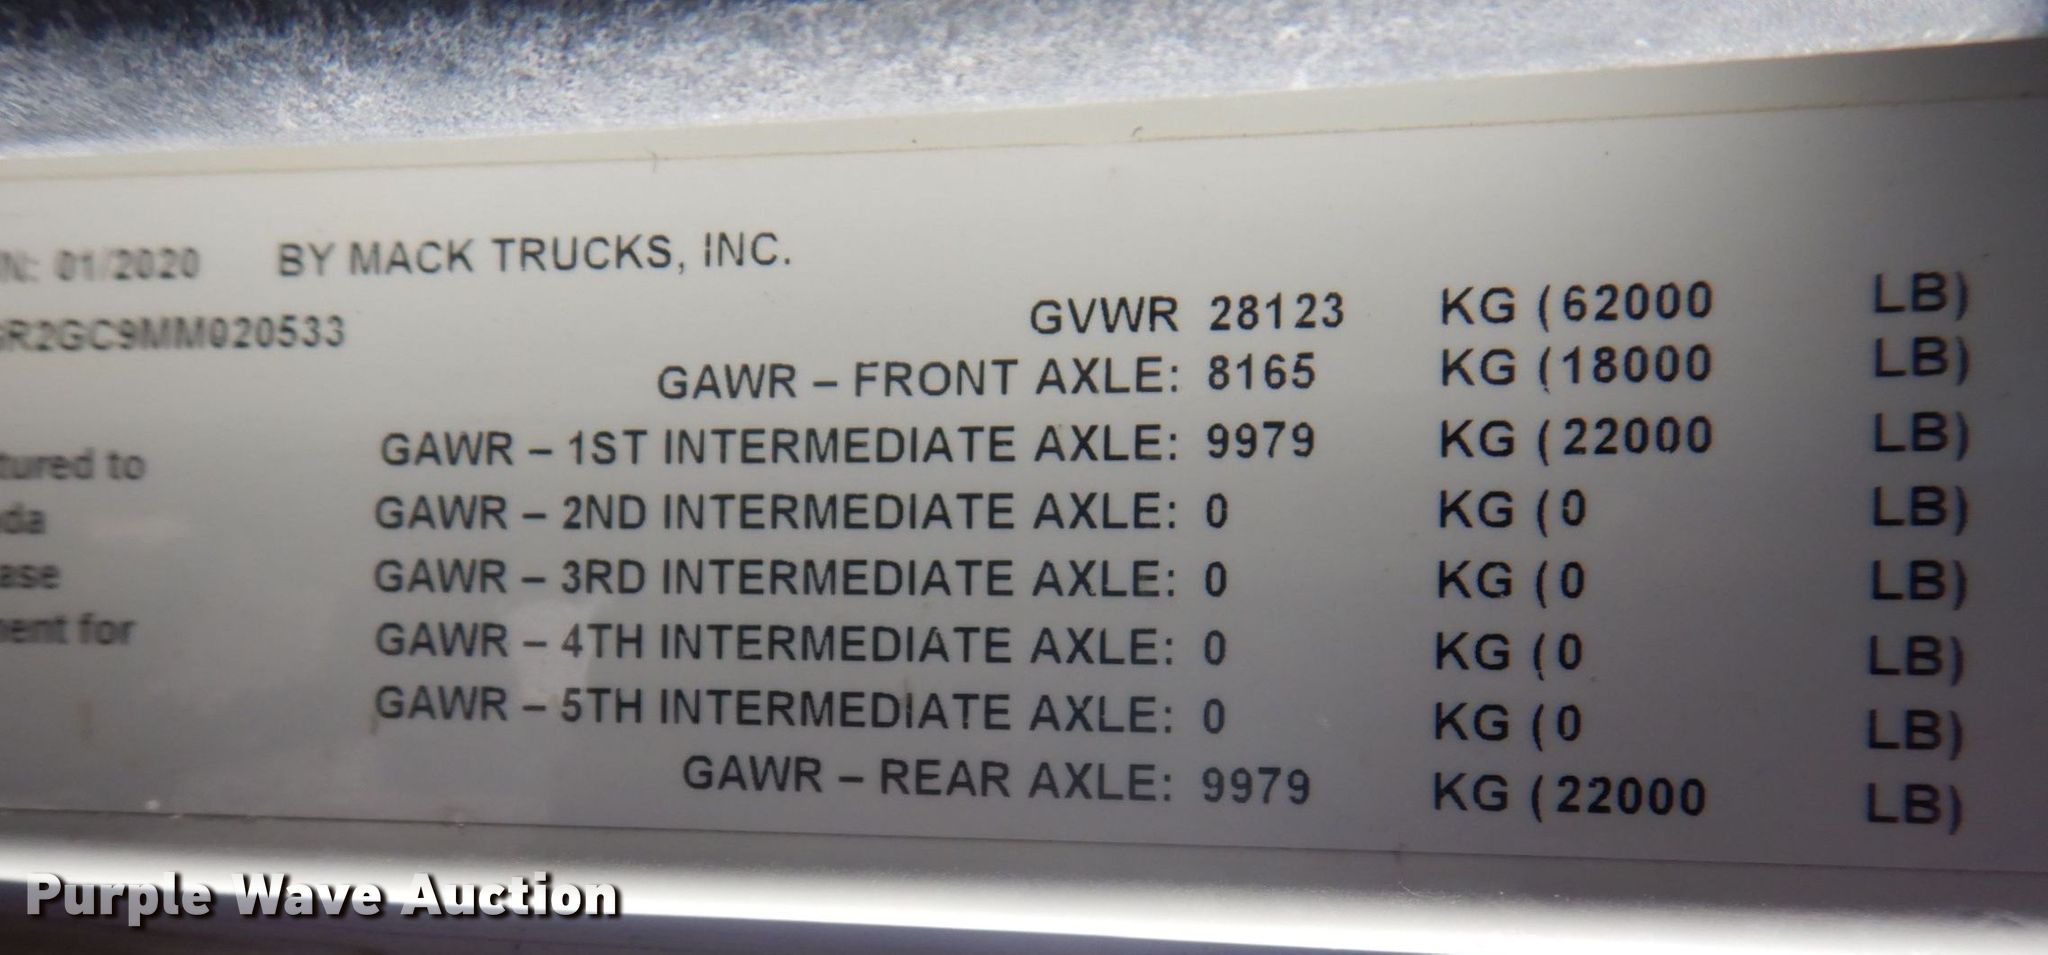 N: 01/2020 BY MACK TRUCKS, INC.
R2GC9MM020533
GVWR 28123 KG (62000 LB)
GAWR – FRONT AXLE: 8165 KG (18000 LB)
GAWR – 1ST INTERMEDIATE AXLE: 9979 KG (22000 LB)
tured to
GAWR – 2ND INTERMEDIATE AXLE: 0 KG (0 LB)
da
GAWR – 3RD INTERMEDIATE AXLE: 0 KG (0 LB)
ase
GAWR – 4TH INTERMEDIATE AXLE: 0 KG (0 LB)
ent for
GAWR – 5TH INTERMEDIATE AXLE: 0 KG (0 LB)
GAWR – REAR AXLE: 9979 KG (22000 LB)
Purple Wave Auction